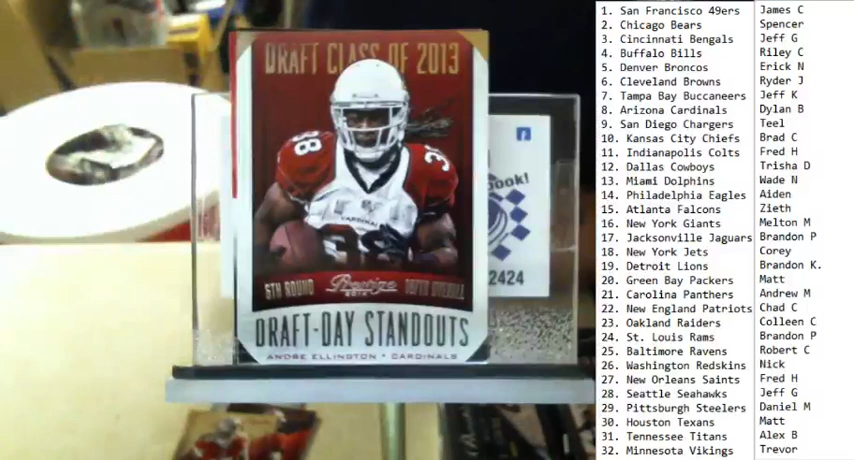 DRAFT CLASS OF 2013
38
CARDINALS
38
6TH ROUND Prestige 187TH OVERALL
DRAFT-DAY STANDOUTS
ANDRE ELLINGTON • CARDINALS
book!
2424
1. San Francisco 49ers James C
2. Chicago Bears Spencer
3. Cincinnati Bengals Jeff G
4. Buffalo Bills Riley C
5. Denver Broncos Erick N
6. Cleveland Browns Ryder J
7. Tampa Bay Buccaneers Jeff K
8. Arizona Cardinals Dylan B
9. San Diego Chargers Teel
10. Kansas City Chiefs Brad C
11. Indianapolis Colts Fred H
12. Dallas Cowboys Trisha D
13. Miami Dolphins Wade N
14. Philadelphia Eagles Aiden
15. Atlanta Falcons Zieth
16. New York Giants Melton M
17. Jacksonville Jaguars Brandon P
18. New York Jets Corey
19. Detroit Lions Brandon K.
20. Green Bay Packers Matt
21. Carolina Panthers Andrew M
22. New England Patriots Chad C
23. Oakland Raiders Colleen C
24. St. Louis Rams Brandon P
25. Baltimore Ravens Robert C
26. Washington Redskins Nick
27. New Orleans Saints Fred H
28. Seattle Seahawks Jeff G
29. Pittsburgh Steelers Daniel M
30. Houston Texans Matt
31. Tennessee Titans Alex B
32. Minnesota Vikings Trevor